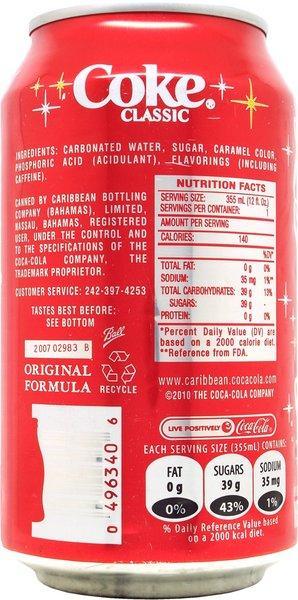 Coke®
CLASSIC
INGREDIENTS: CARBONATED WATER, SUGAR, CARAMEL COLOR,
PHOSPHORIC ACID (ACIDULANT), FLAVORINGS (INCLUDING
CAFFEINE).
CANNED BY CARIBBEAN BOTTLING
COMPANY (BAHAMAS), LIMITED,
NASSAU, BAHAMAS, REGISTERED
USER, UNDER THE CONTROL AND
TO THE SPECIFICATIONS OF THE
COCA-COLA COMPANY, THE
TRADEMARK PROPRIETOR.
CUSTOMER SERVICE: 242-397-4253
TASTES BEST BEFORE:
SEE BOTTOM
2007 02983 B
Ball
ORIGINAL
FORMULA
RECYCLE
0 496340 6
NUTRITION FACTS
SERVING SIZE: 355 mL (12 fl. Oz.)
SERVINGS PER CONTAINER: 1
AMOUNT PER SERVING
CALORIES: 140
%DV*
TOTAL FAT: 0 g 0%
SODIUM: 35 mg 1%**
TOTAL CARBOHYDRATES: 39 g 13%
SUGARS: 39 g -
PROTEIN: 0 g 0%
*Percent Daily Value (DV) are
based on a 2000 calorie diet.
**Reference from FDA.
www.caribbean.cocacola.com
©2010 THE COCA-COLA COMPANY
LIVE POSITIVELY Coca-Cola
EACH SERVING SIZE (355mL) CONTAINS:
FAT SUGARS SODIUM
0 g 39 g 35 mg
0% 43% 1%
% Daily Reference Value based
on a 2000 kcal diet.